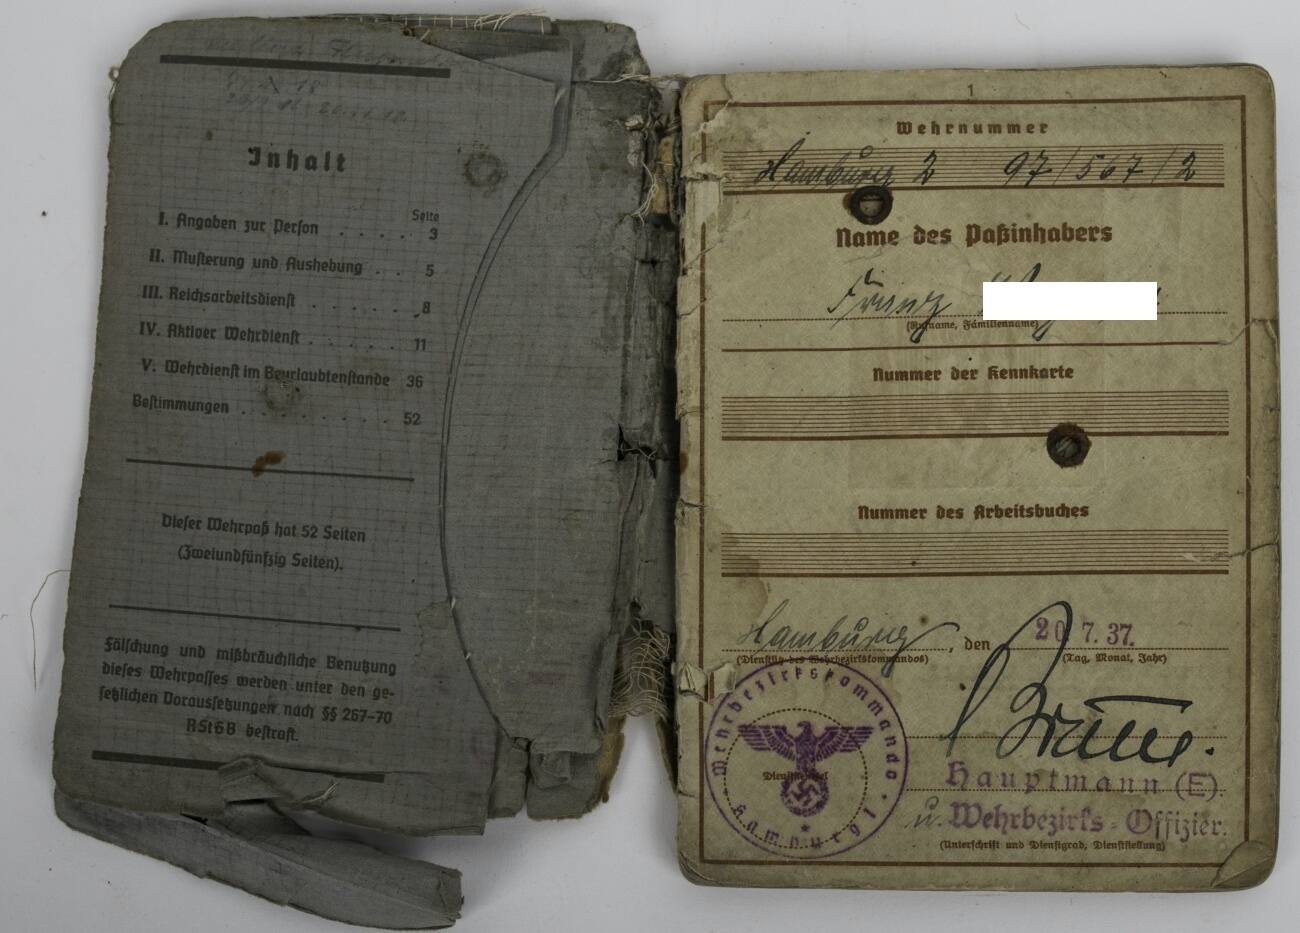 Inhalt
Seite
I. Angaben zur Person . . . . . 3
II. Musterung und Aushebung . . . 5
III. Reichsarbeitsdienst . . . . . . 8
IV. Aktiver Wehrdienst . . . . . . 11
V. Wehrdienst im Beurlaubtenstande 36
Bestimmungen . . . . . . . . 52
Dieser Wehrpaß hat 52 Seiten
(Zweiundfünfzig Seiten).
Fälschung und mißbräuchliche Benutzung
dieses Wehrpasses werden unter den ge-
setzlichen Voraussetzungen nach §§ 267–70
RStGB bestraft.
1
Wehrnummer
Hamburg 2 97/567/2
Name des Paßinhabers
Franz
(Rufname, Familienname)
Nummer der Kennkarte
Nummer des Arbeitsbuches
Hamburg, den 20. 7. 37.
(Dienstsitz des Wehrbezirkskommandos) (Tag, Monat, Jahr)
Wehrbezirkskommando
Hamburg I
Dienstsiegel
Hauptmann (E).
u. Wehrbezirks-Offizier.
(Unterschrift und Dienstgrad, Dienststellung)